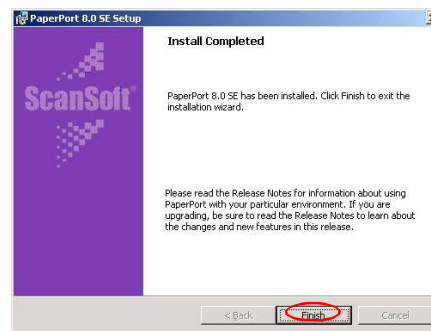 PaperPort 8.0 SE Setup
Install Completed
ScanSoft®
PaperPort 8.0 SE has been installed. Click Finish to exit the
installation wizard.
Please read the Release Notes for information about using
PaperPort with your particular environment. If you are
upgrading, be sure to read the Release Notes to learn about
the changes and new features in this release.
< Back Finish Cancel